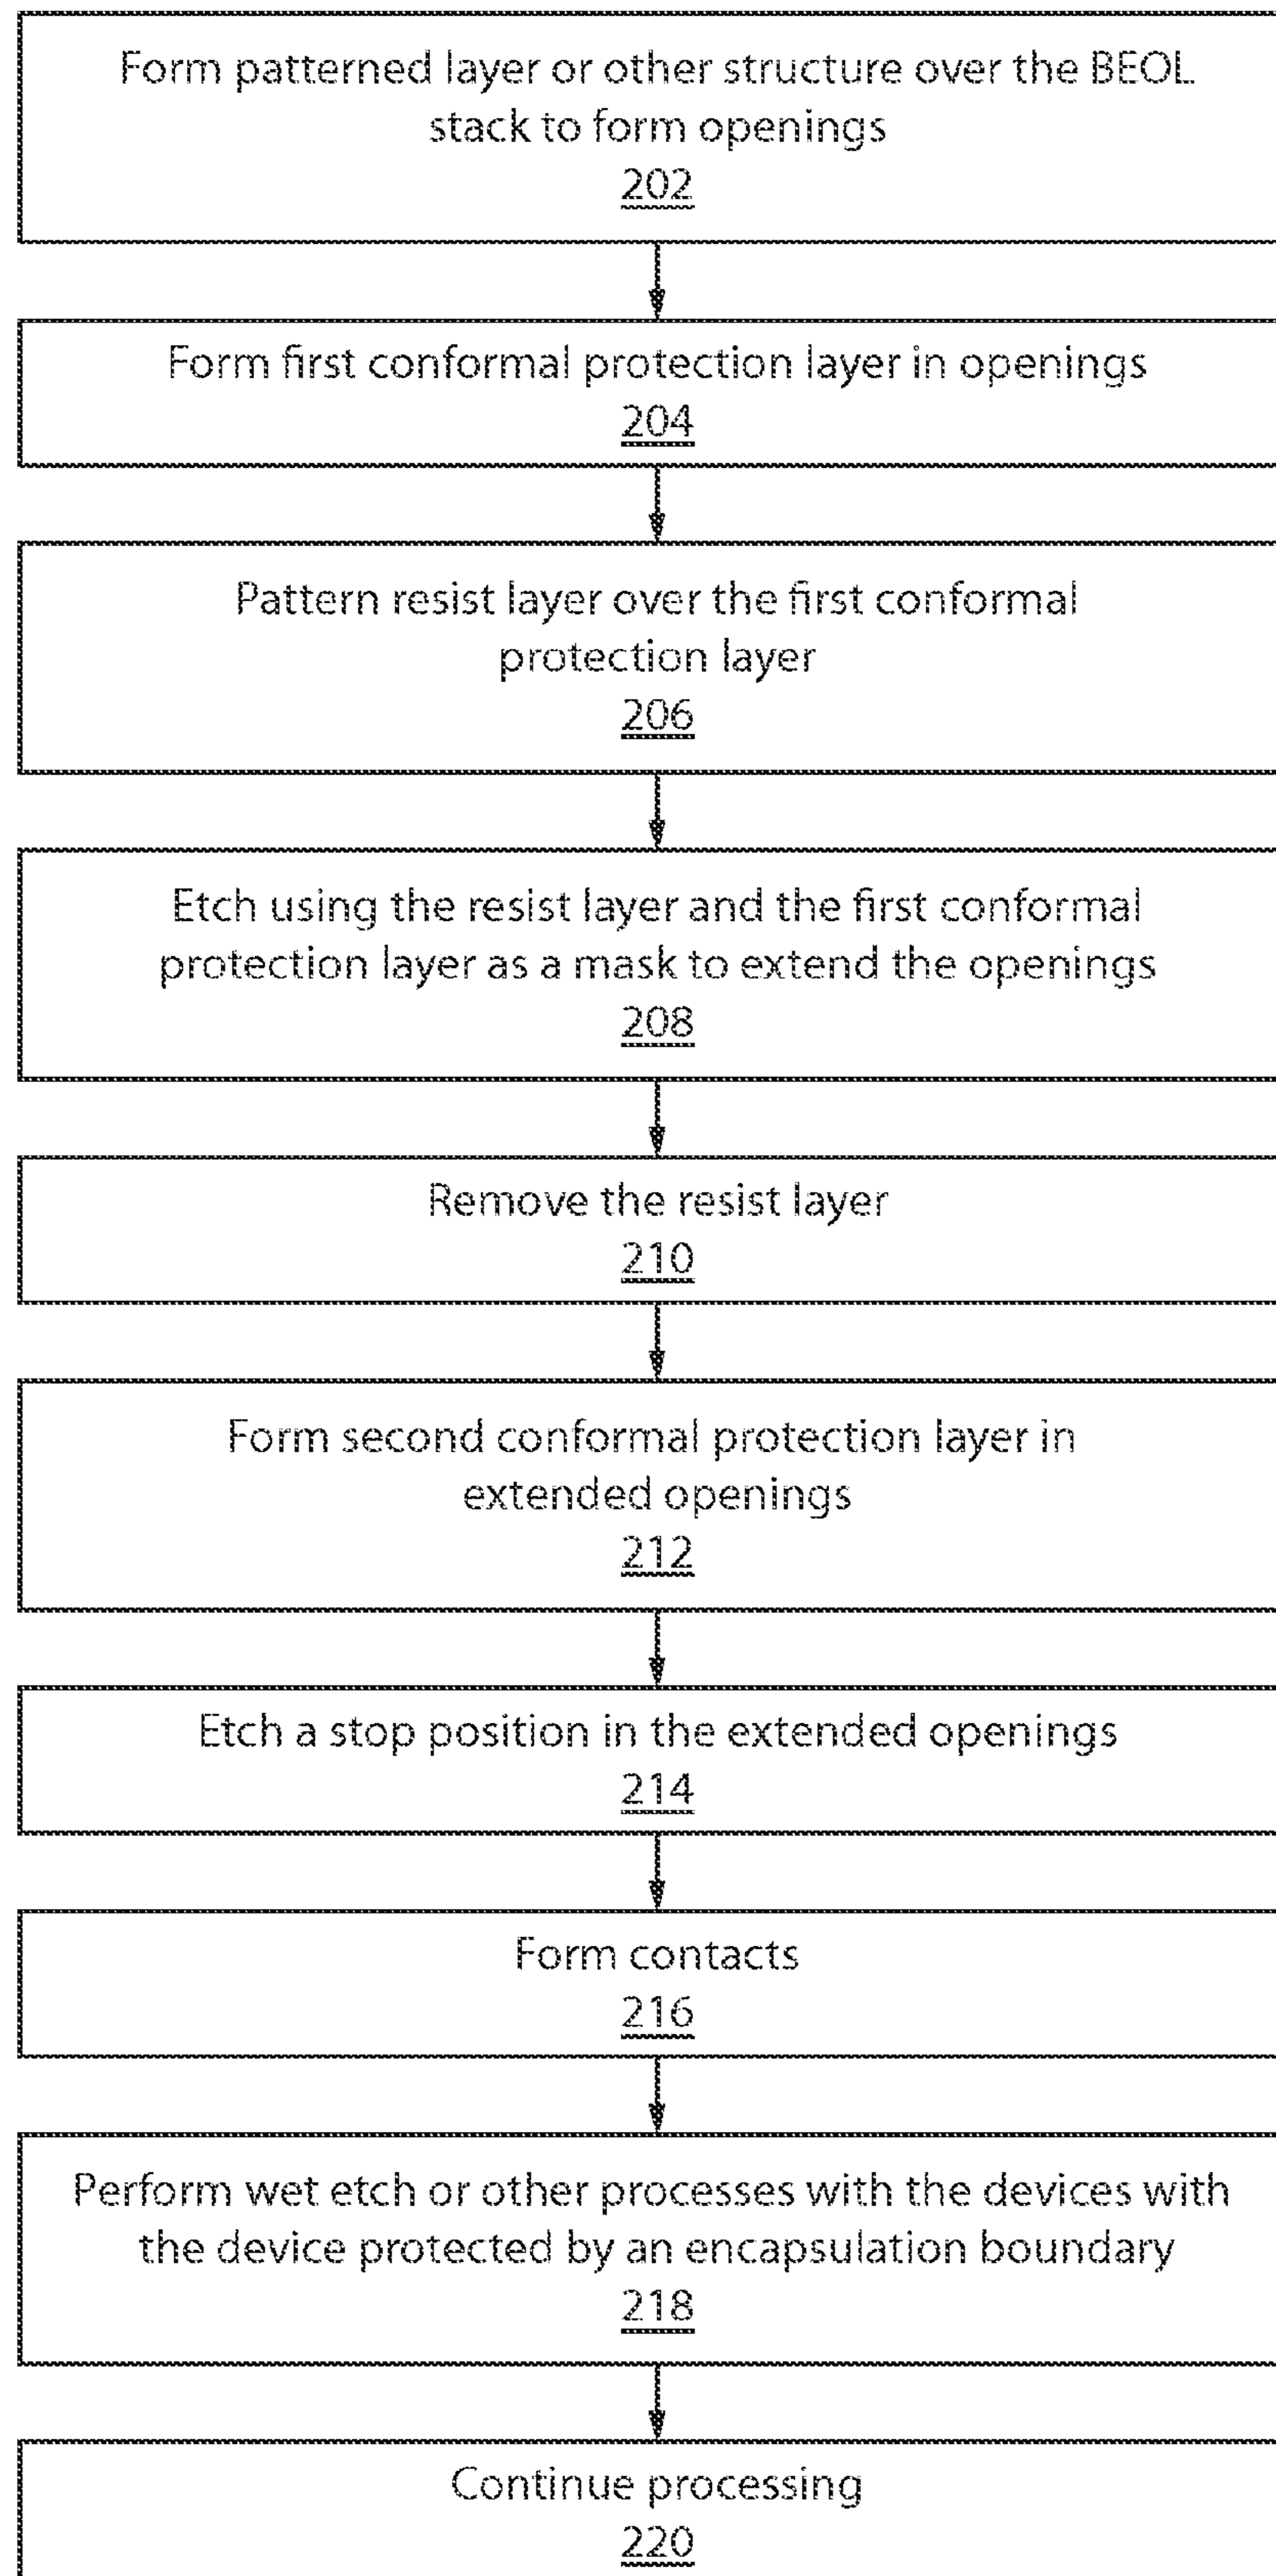 Form patterned layer or other structure over the BEOL
stack to form openings
202
Form first conformal protection layer in openings
204
Pattern resist layer over the first conformal
protection layer
206
Etch using the resist layer and the first conformal
protection layer as a mask to extend the openings
208
Remove the resist layer
210
Form second conformal protection layer in
extended openings
212
Etch a stop position in the extended openings
214
Form contacts
216
Perform wet etch or other processes with the devices with
the device protected by an encapsulation boundary
218
Continue processing
220